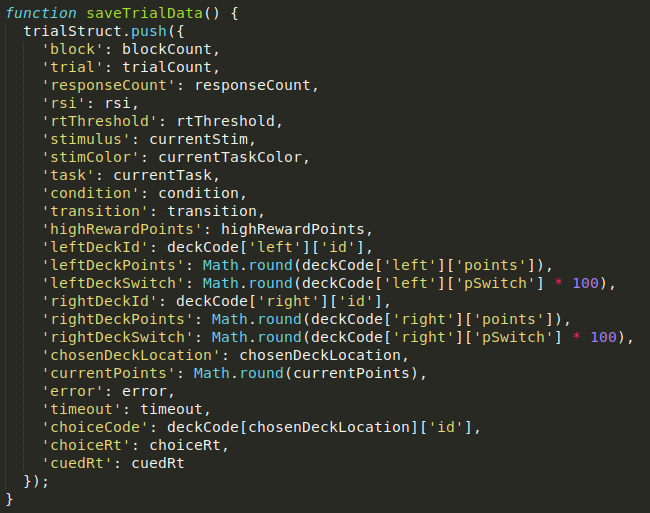 function saveTrialData() {
  trialStruct.push({
    'block': blockCount,
    'trial': trialCount,
    'responseCount': responseCount,
    'rsi': rsi,
    'rtThreshold': rtThreshold,
    'stimulus': currentStim,
    'stimColor': currentTaskColor,
    'task': currentTask,
    'condition': condition,
    'transition': transition,
    'highRewardPoints': highRewardPoints,
    'leftDeckId': deckCode['left']['id'],
    'leftDeckPoints': Math.round(deckCode['left']['points']),
    'leftDeckSwitch': Math.round(deckCode['left']['pSwitch'] * 100),
    'rightDeckId': deckCode['right']['id'],
    'rightDeckPoints': Math.round(deckCode['right']['points']),
    'rightDeckSwitch': Math.round(deckCode['right']['pSwitch'] * 100),
    'chosenDeckLocation': chosenDeckLocation,
    'currentPoints': Math.round(currentPoints),
    'error': error,
    'timeout': timeout,
    'choiceCode': deckCode[chosenDeckLocation]['id'],
    'choiceRt': choiceRt,
    'cuedRt': cuedRt
  });
}